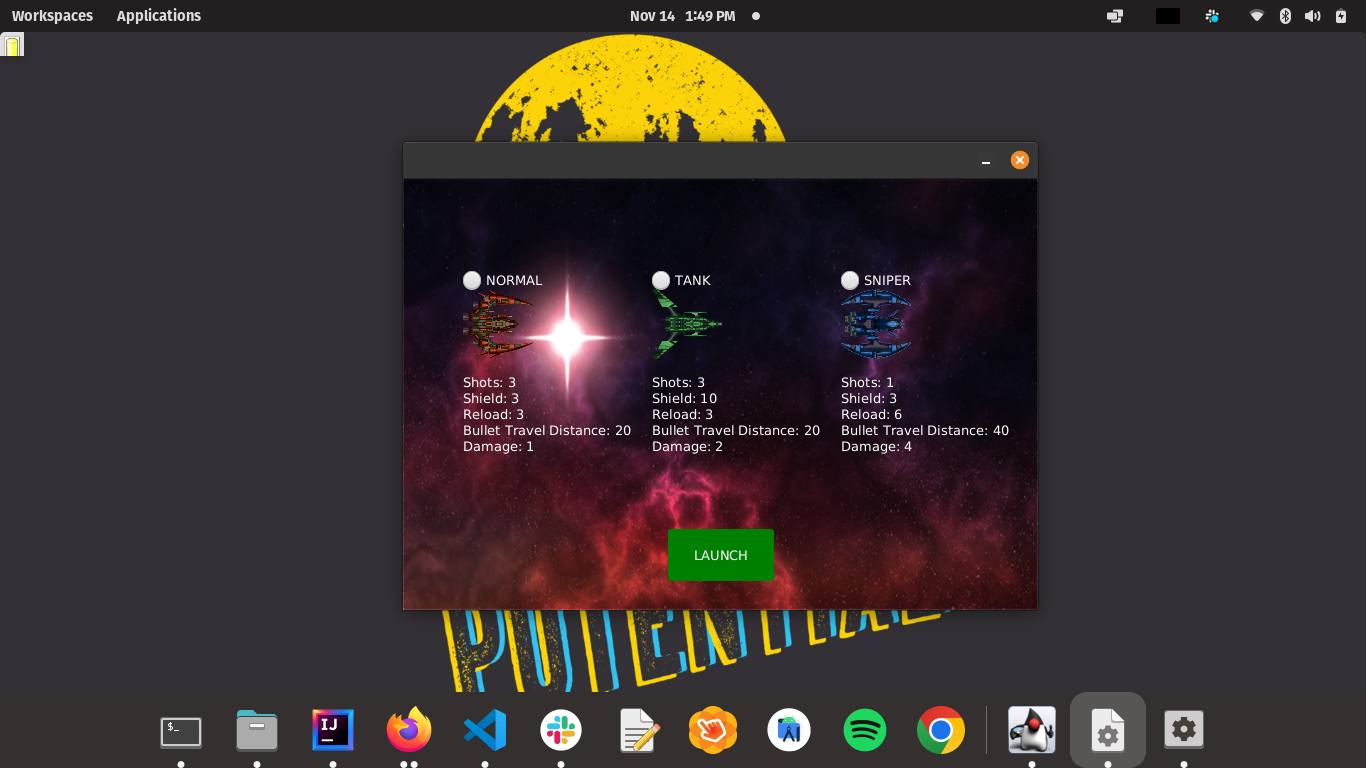 Workspaces Applications Nov 14 1:49 PM
NORMAL TANK SNIPER
Shots: 3 Shots: 3 Shots: 1
Shield: 3 Shield: 10 Shield: 3
Reload: 3 Reload: 3 Reload: 6
Bullet Travel Distance: 20 Bullet Travel Distance: 20 Bullet Travel Distance: 40
Damage: 1 Damage: 2 Damage: 4
LAUNCH
$_
IJ